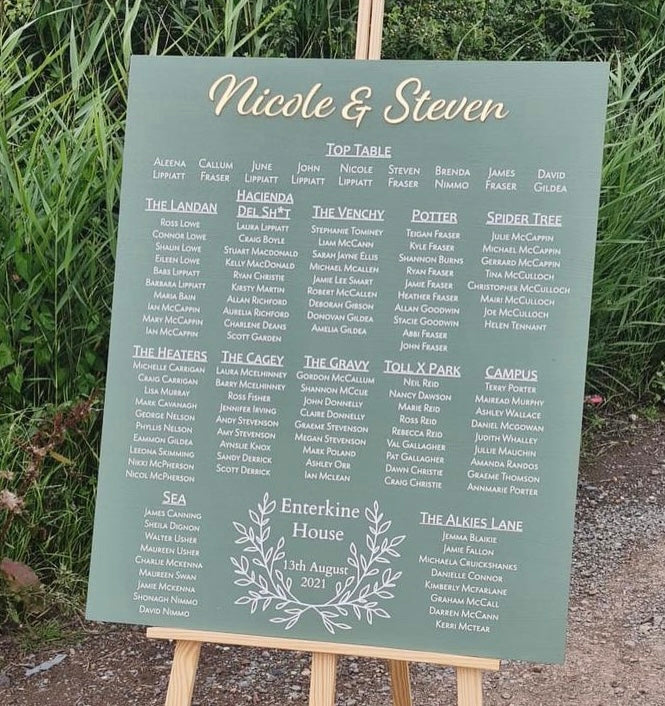 Nicole & Steven
Top Table
Aleena Lippiatt
Callum Fraser
June Lippiatt
John Lippiatt
Nicole Lippiatt
Steven Fraser
Brenda Nimmo
James Fraser
David Gildea
The Landan
Ross Lowe
Connor Lowe
Shaun Lowe
Eileen Lowe
Babs Lippiatt
Barbara Lippiatt
Maria Bain
Ian McCappin
Mary McCappin
Ian McCappin
Hacienda
Del Sh*t
Laura Lippiatt
Craig Boyle
Stuart Macdonald
Kelly MacDonald
Ryan Christie
Kirsty Martin
Allan Richford
Aurelia Richford
Charlene Deans
Scott Garden
The Venchy
Stephanie Tominey
Liam McCann
Sarah Jayne Ellis
Michael Mcallen
Jamie Lee Smart
Robert McCallen
Deborah Gibson
Donovan Gildea
Amelia Gildea
Potter
Teigan Fraser
Kyle Fraser
Shannon Burns
Ryan Fraser
Jamie Fraser
Heather Fraser
Allan Goodwin
Stacie Goodwin
Abbi Fraser
John Fraser
Spider Tree
Julie McCappin
Michael McCappin
Gerrard McCappin
Tina McCulloch
Christopher McCulloch
Mairi McCulloch
Joe McCulloch
Helen Tennant
The Heaters
Michelle Carrigan
Craig Carrigan
Lisa Murray
Mark Cavanagh
George Nelson
Phyllis Nelson
Eammon Gildea
Leeona Skimming
Nikki McPherson
Nicol McPherson
The Cagey
Laura Mcelhinney
Barry Mcelhinney
Ross Fisher
Jennifer Irving
Andy Stevenson
Amy Stevenson
Aynslie Knox
Sandy Derrick
Scott Derrick
The Gravy
Gordon McCallum
Shannon McCue
John Donnelly
Claire Donnelly
Graeme Stevenson
Megan Stevenson
Mark Poland
Ashley Orr
Ian Mclean
Toll X Park
Neil Reid
Nancy Dawson
Marie Reid
Ross Reid
Rebecca Reid
Val Gallagher
Pat Gallagher
Dawn Christie
Craig Christie
Campus
Terry Porter
Mairead Murphy
Ashley Wallace
Daniel McGowan
Judith Whalley
Jullie Mauchin
Amanda Randos
Graeme Thomson
Annmarie Porter
Sea
James Canning
Sheila Dignon
Walter Usher
Maureen Usher
Charlie Mckenna
Maureen Swan
Jamie Mckenna
Shonagh Nimmo
David Nimmo
Enterkine
House
13th August
2021
The Alkies Lane
Jemma Blaikie
Jamie Fallon
Michaela Cruickshanks
Danielle Connor
Kimberly Mcfarlane
Graham McCall
Darren McCann
Kerri Mctear